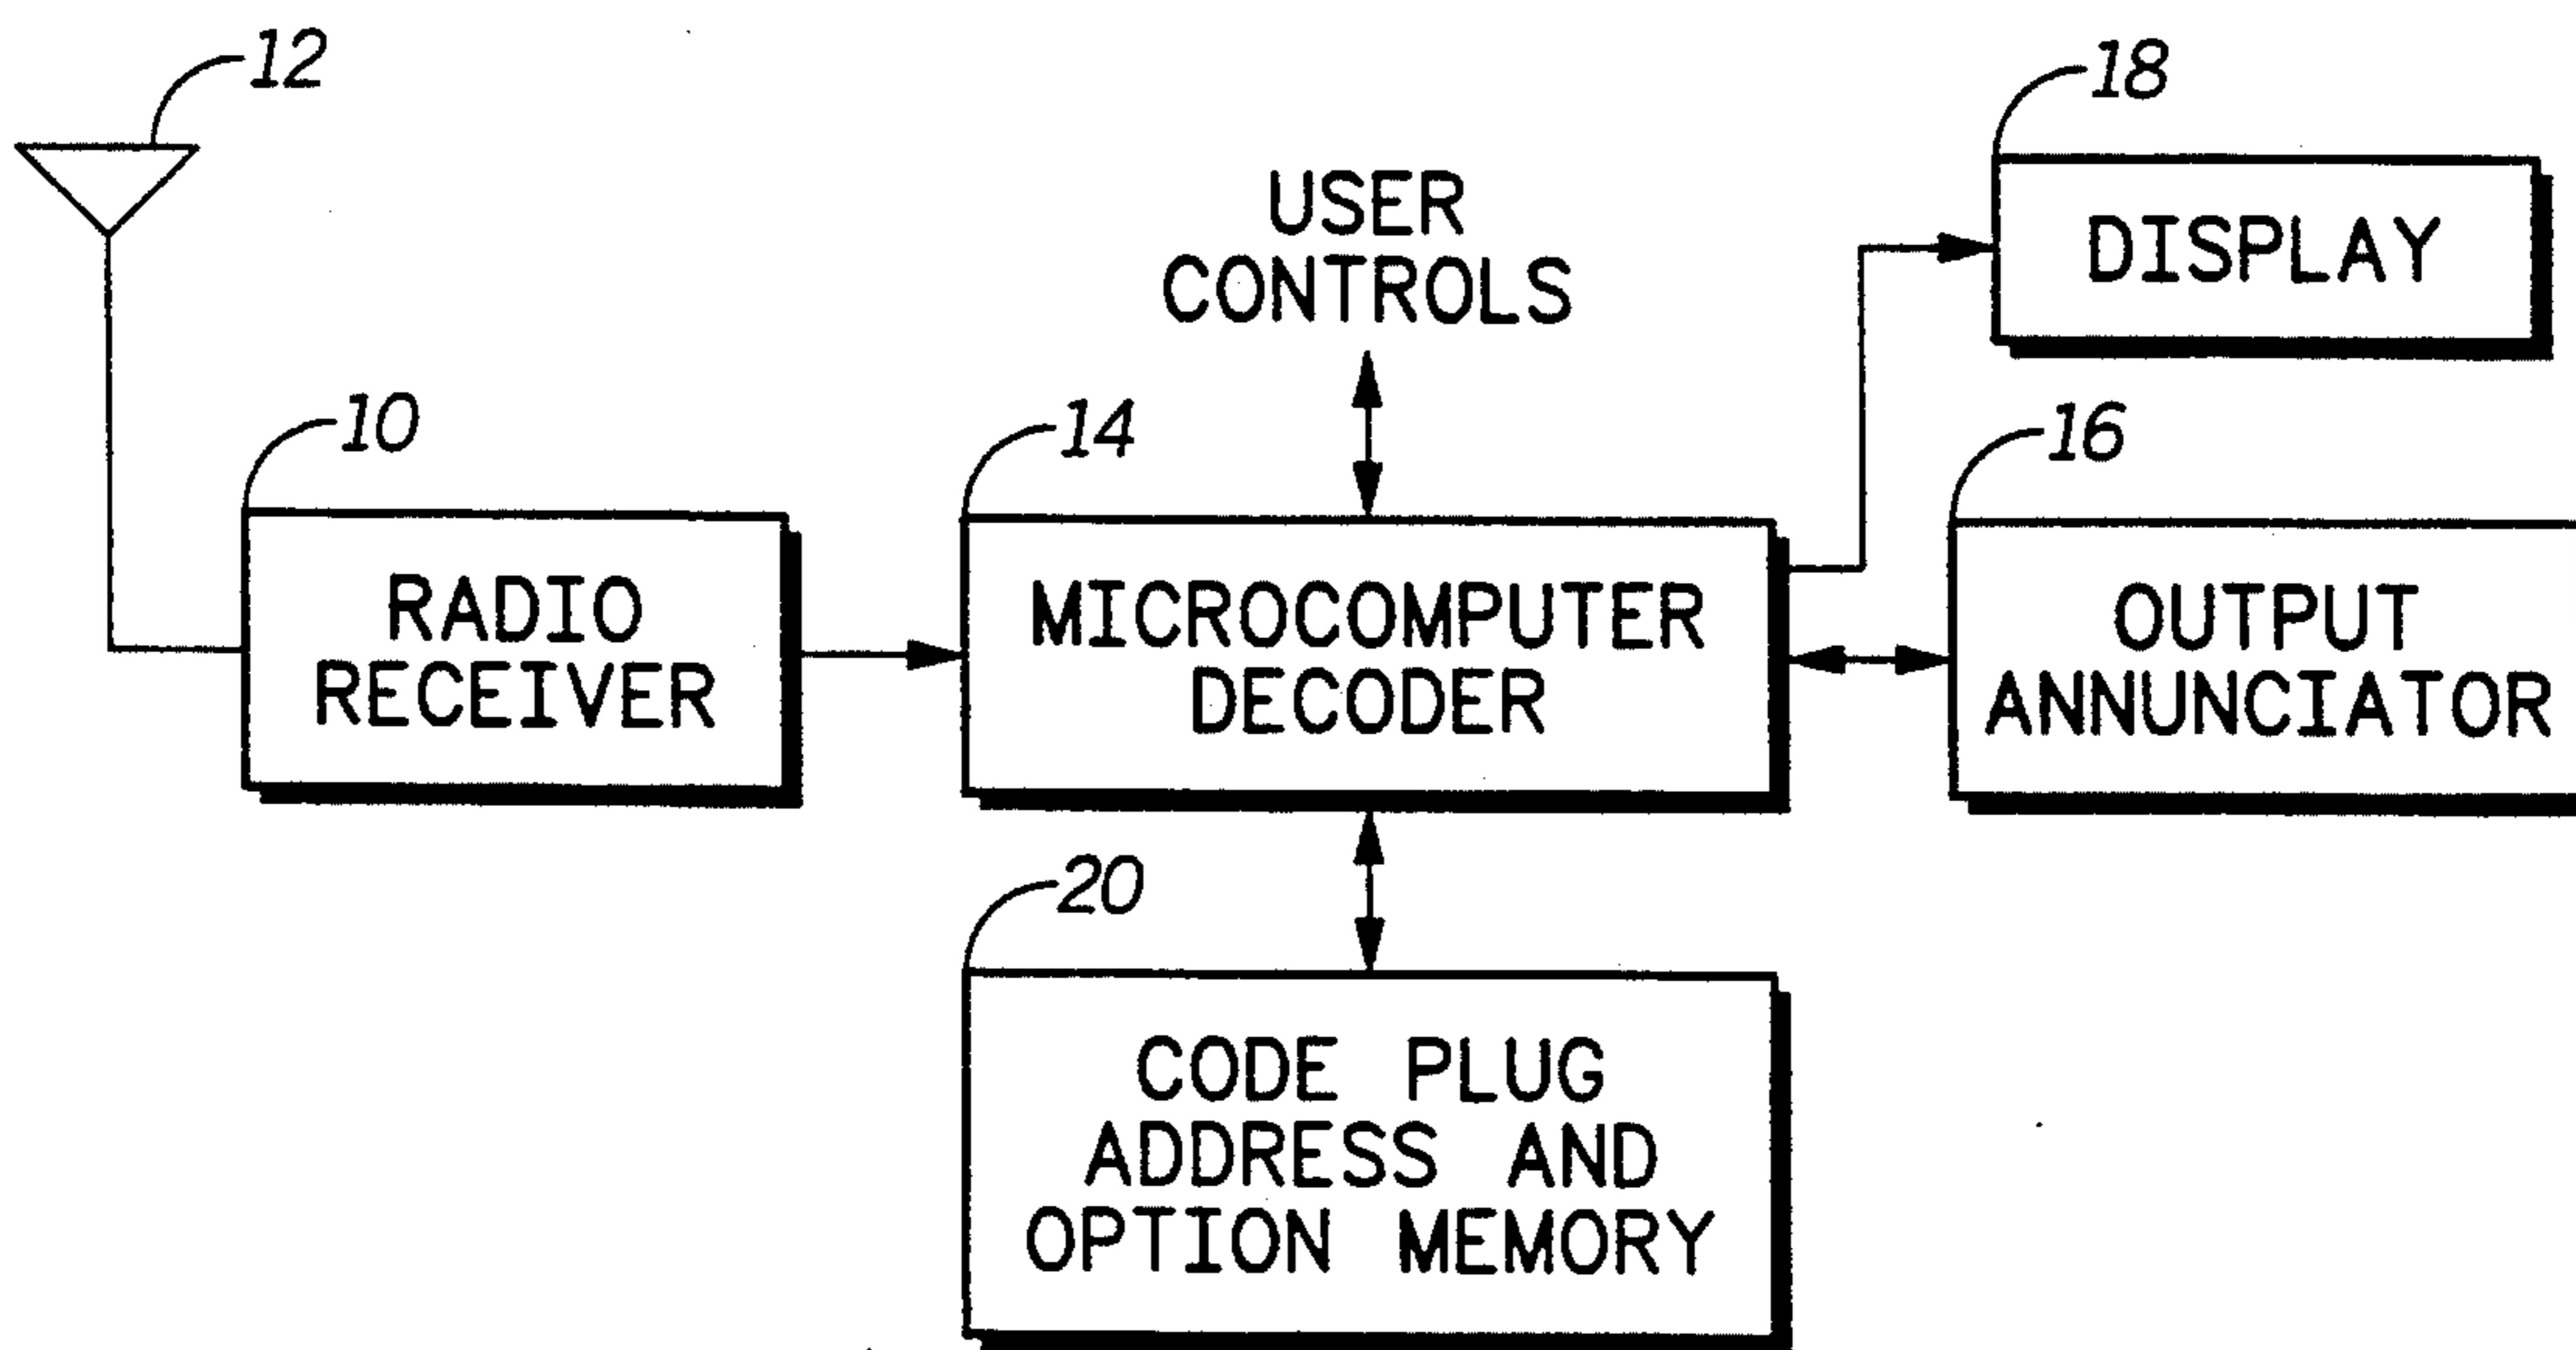 12
18
USER
CONTROLS
DISPLAY
10
14
16
RADIO
RECEIVER
MICROCOMPUTER
DECODER
OUTPUT
ANNUNCIATOR
20
CODE PLUG
ADDRESS AND
OPTION MEMORY